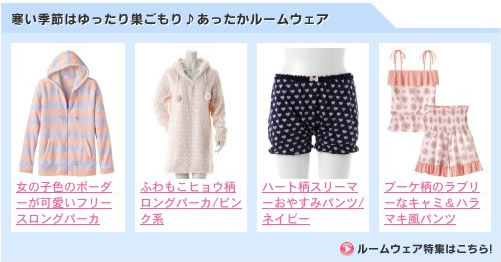 寒い季節はゆったり巣ごもり♪あったかルームウェア
女の子色のボーダ
ーが可愛いフリー
スロングパーカ
ふわもこヒョウ柄
ロングパーカ/ピン
ク系
ハート柄スリーマ
ーおやすみパンツ/
ネイビー
ブーケ柄のラブリ
ーなキャミ＆ハラ
マキ風パンツ
ルームウェア特集はこちら!